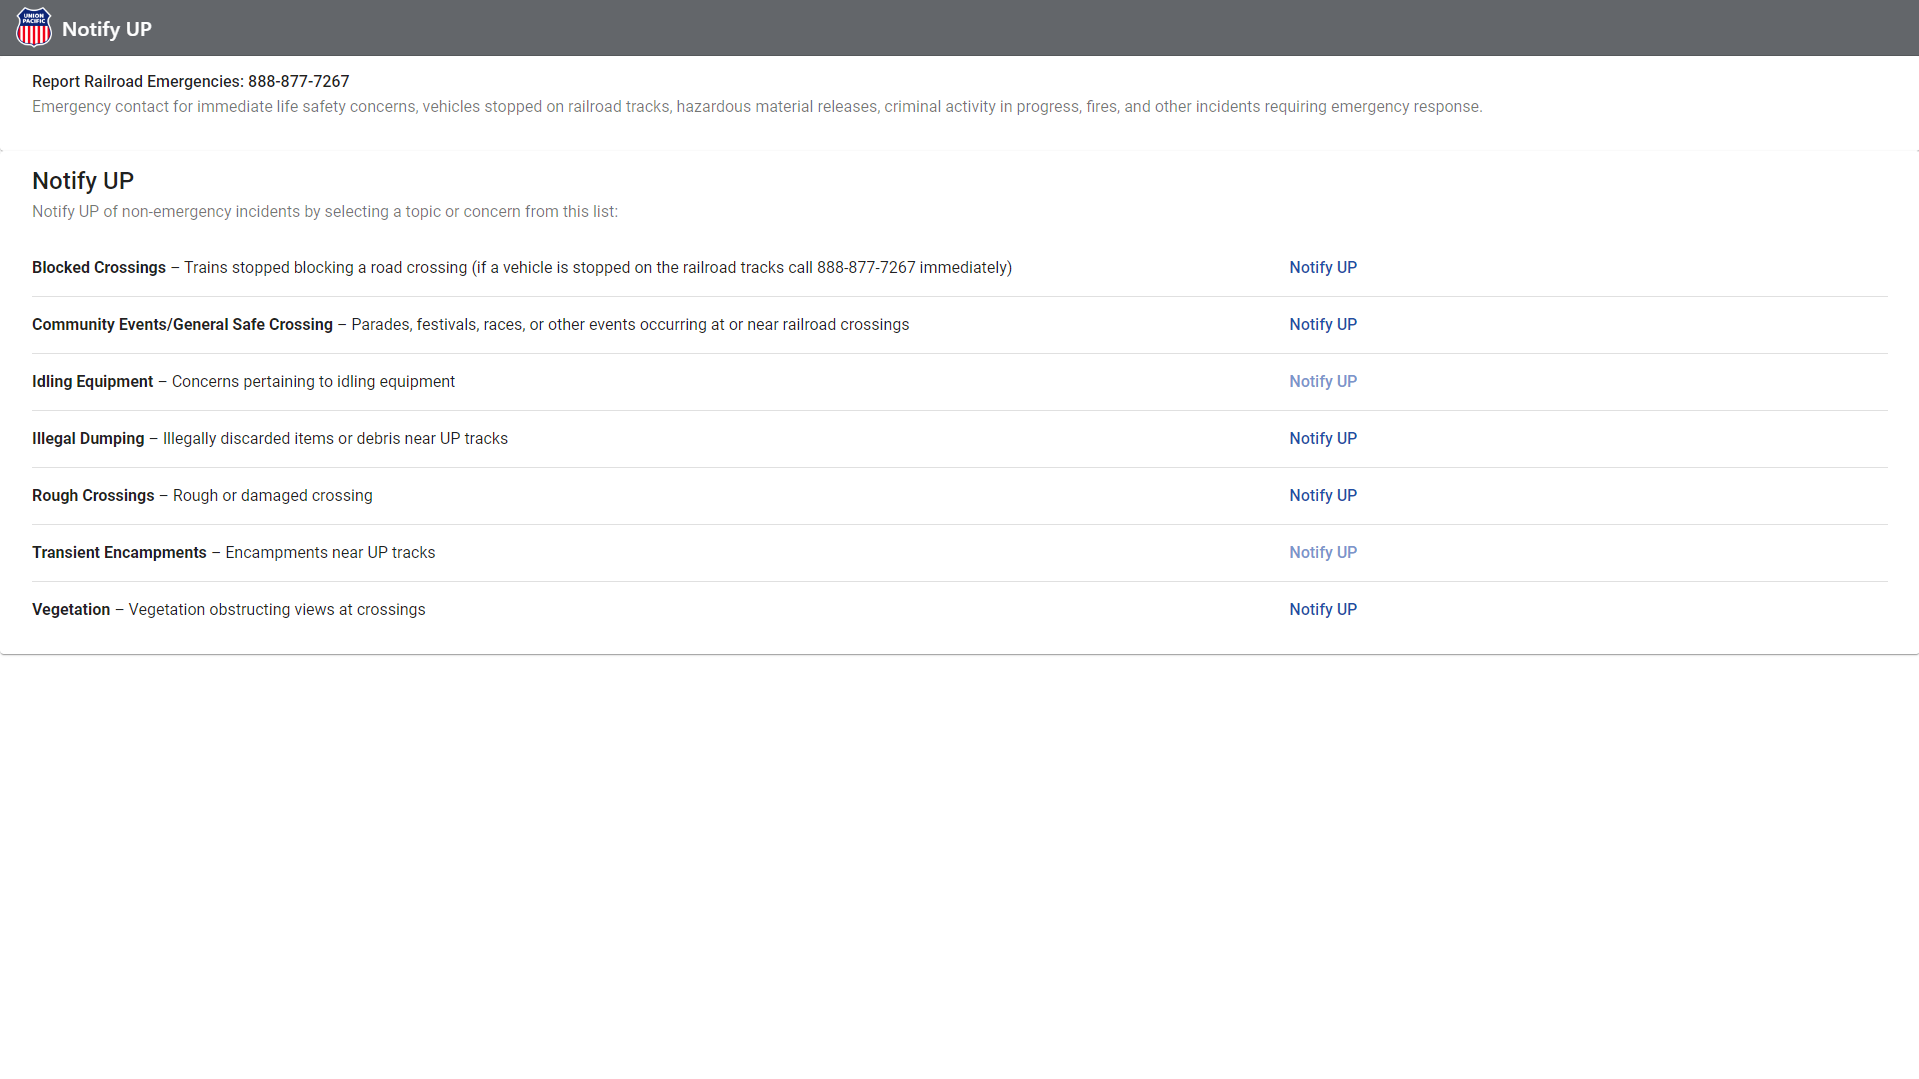 UNION
PACIFIC
Notify UP
Report Railroad Emergencies: 888-877-7267
Emergency contact for immediate life safety concerns, vehicles stopped on railroad tracks, hazardous material releases, criminal activity in progress, fires, and other incidents requiring emergency response.
Notify UP
Notify UP of non-emergency incidents by selecting a topic or concern from this list:
Blocked Crossings – Trains stopped blocking a road crossing (if a vehicle is stopped on the railroad tracks call 888-877-7267 immediately) Notify UP
Community Events/General Safe Crossing – Parades, festivals, races, or other events occurring at or near railroad crossings Notify UP
Idling Equipment – Concerns pertaining to idling equipment Notify UP
Illegal Dumping – Illegally discarded items or debris near UP tracks Notify UP
Rough Crossings – Rough or damaged crossing Notify UP
Transient Encampments – Encampments near UP tracks Notify UP
Vegetation – Vegetation obstructing views at crossings Notify UP